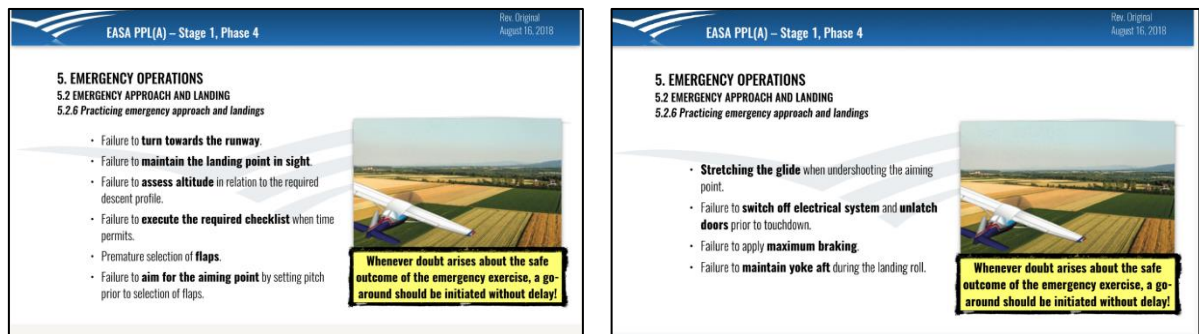 EASA PPL(A) – Stage 1, Phase 4
Rev. Original
August 16, 2018
5. EMERGENCY OPERATIONS
5.2 EMERGENCY APPROACH AND LANDING
5.2.6 Practicing emergency approach and landings
• Failure to turn towards the runway.
• Failure to maintain the landing point in sight.
• Failure to assess altitude in relation to the required
descent profile.
• Failure to execute the required checklist when time
permits.
• Premature selection of flaps.
• Failure to aim for the aiming point by setting pitch
prior to selection of flaps.
Whenever doubt arises about the safe
outcome of the emergency exercise, a go-
around should be initiated without delay!
EASA PPL(A) – Stage 1, Phase 4
Rev. Original
August 16, 2018
5. EMERGENCY OPERATIONS
5.2 EMERGENCY APPROACH AND LANDING
5.2.6 Practicing emergency approach and landings
• Stretching the glide when undershooting the aiming
point.
• Failure to switch off electrical system and unlatch
doors prior to touchdown.
• Failure to apply maximum braking.
• Failure to maintain yoke aft during the landing roll.
Whenever doubt arises about the safe
outcome of the emergency exercise, a go-
around should be initiated without delay!